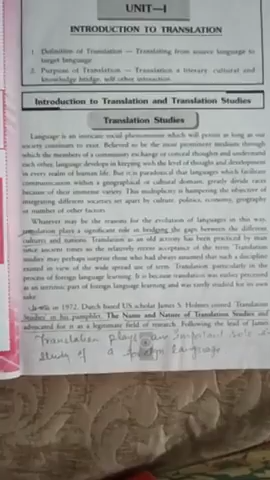 UNIT—I
INTRODUCTION TO TRANSLATION
1. Definition of Translation — Translating from source language to
target language
2. Purpose of Translation — Translation a literary cultural and
knowledge bridge, self other interaction.
Introduction to Translation and Translation Studies
Translation Studies
Language is an intricate social phenomenon which will persist as long as our
society continues to exist. Believed to be the most prominent medium through
which the members of a community exchange or control thoughts and understand
each other, language develops in keeping with the level of thought and development
in every realm of human life. But it is paradoxical that languages which facilitate
communication within a geographical or cultural domain, greatly divide races
because of their immense variety. This multiplicity is hampering the objective of
integrating different societies set apart by culture, politics, economy, geography
or number of other factors.
Whatever may be the reasons for the evolution of languages in this way,
translation plays a significant role in bridging the gaps between the different
cultures and nations. Translation as an old activity has been practised by man
since ancient times so the relatively recent acceptance of the term, Translation
studies may perhaps surprise those who had always assumed that such a discipline
existed in view of the wide spread use of term. Translation particularly in the
process of foreign language learning. It is because translation was earlier perceived
as an intrinsic part of foreign language learning and was rarely studied for its own
sake.
in 1972, Dutch based US scholar James S. Holmes coined 'Translation
Studies' in his pamphlet, The Name and Nature of Translation Studies and
advocated for it as a legitimate field of research. Following the lead of James
Translation plays an important role in
study of a foreign language